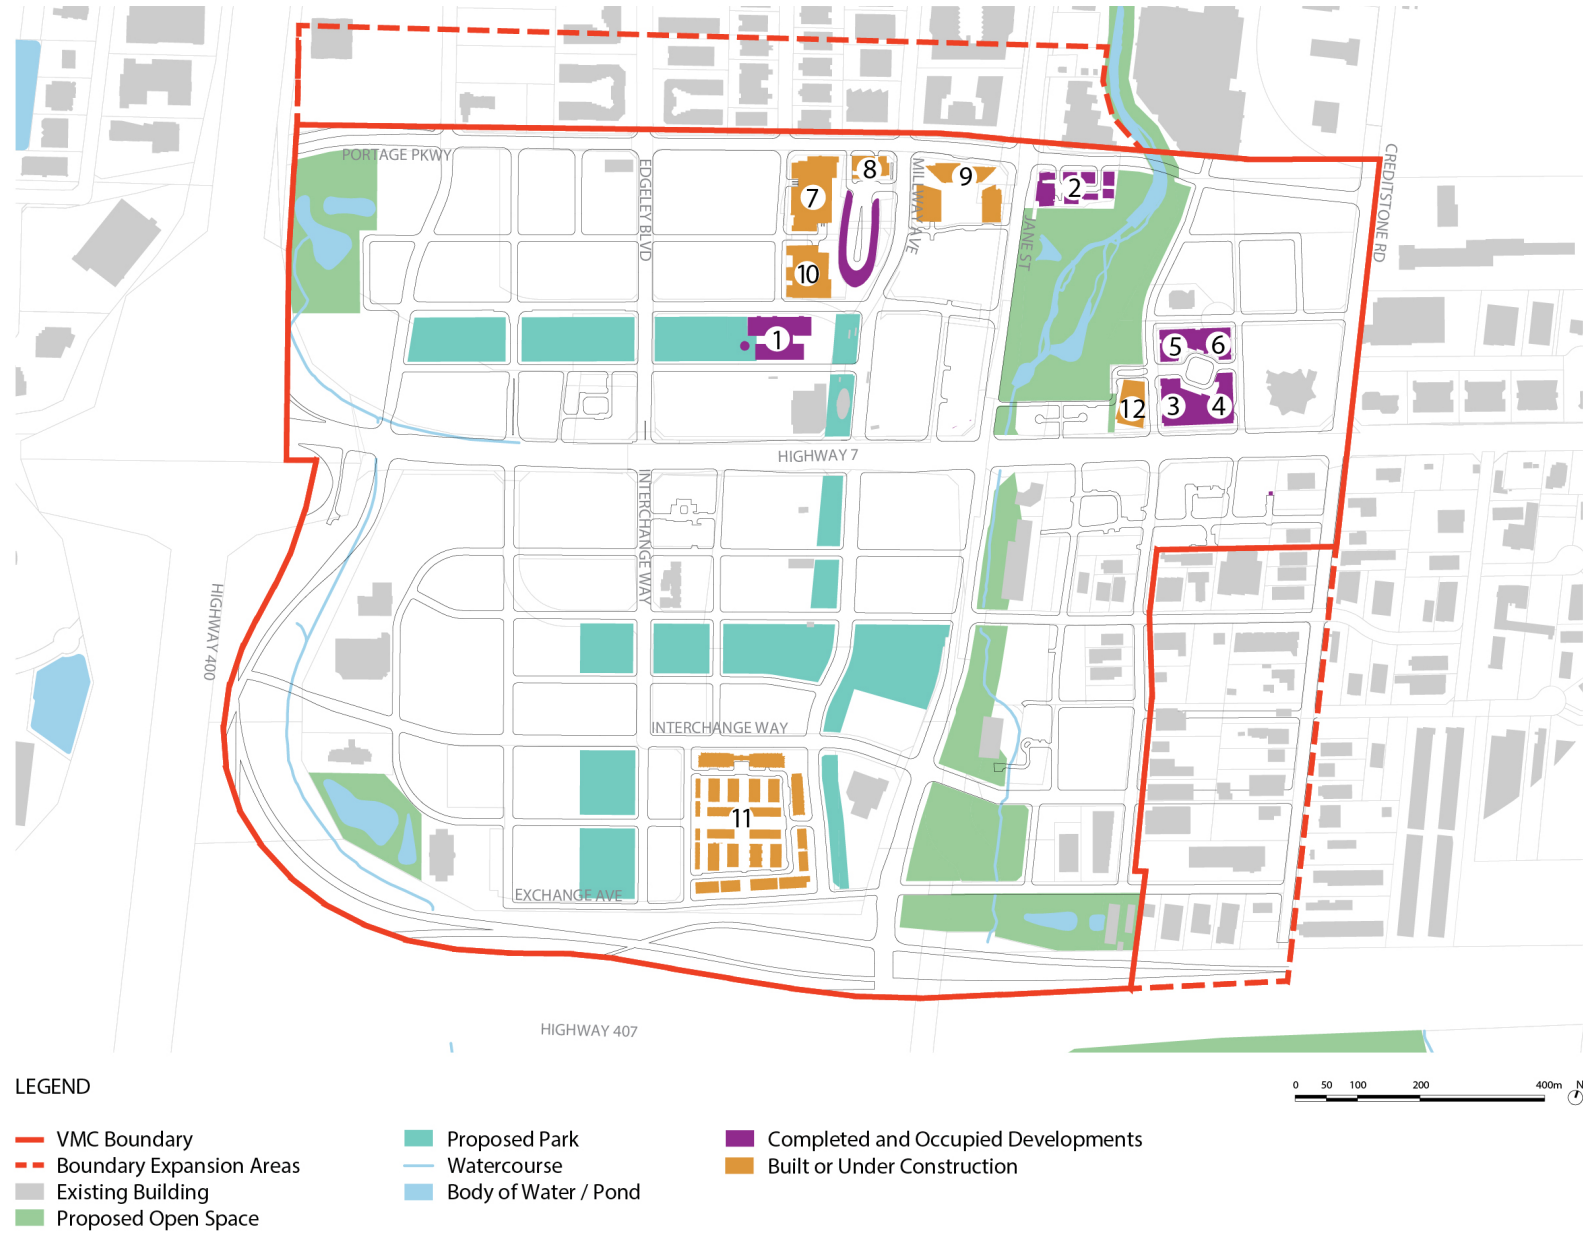 PORTAGE PKWY
EDGELEY BLVD
MILLWAY AVE
JANE ST
CREDITSTONE RD
7
8
9
2
10
1
5
6
3
4
12
HIGHWAY 7
INTERCHANGE WAY
HIGHWAY 400
INTERCHANGE WAY
11
EXCHANGE AVE
HIGHWAY 407
LEGEND
0 50 100 200 400m N
VMC Boundary
Boundary Expansion Areas
Existing Building
Proposed Open Space
Proposed Park
Watercourse
Body of Water / Pond
Completed and Occupied Developments
Built or Under Construction